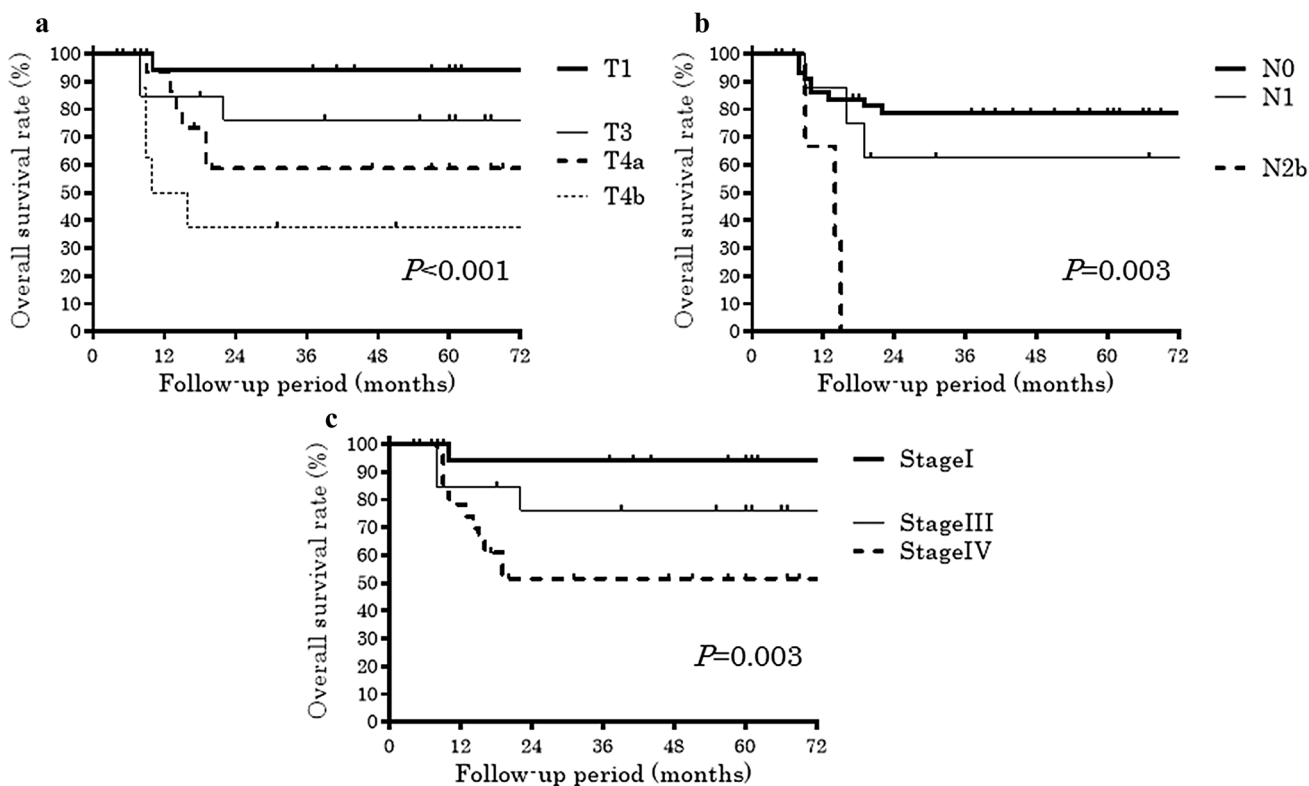 a
Overall survival rate (%)
100
90
80
70
60
50
40
30
20
10
0
0 12 24 36 48 60 72
Follow-up period (months)
T1
T3
T4a
T4b
P<0.001
b
Overall survival rate (%)
100
90
80
70
60
50
40
30
20
10
0
0 12 24 36 48 60 72
Follow-up period (months)
N0
N1
N2b
P=0.003
c
Overall survival rate (%)
100
90
80
70
60
50
40
30
20
10
0
0 12 24 36 48 60 72
Follow-up period (months)
StageI
StageIII
StageIV
P=0.003